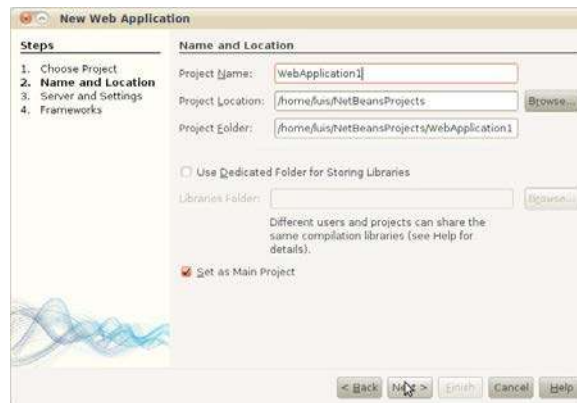 New Web Application
Steps
1. Choose Project
2. Name and Location
3. Server and Settings
4. Frameworks
Name and Location
Project Name: WebApplication1
Project Location: /home/luis/NetBeansProjects Browse...
Project Folder: /home/luis/NetBeansProjects/WebApplication1
Use Dedicated Folder for Storing Libraries
Libraries Folder: Browse...
Different users and projects can share the
same compilation libraries (see Help for
details).
Set as Main Project
< Back Next > Finish Cancel Help